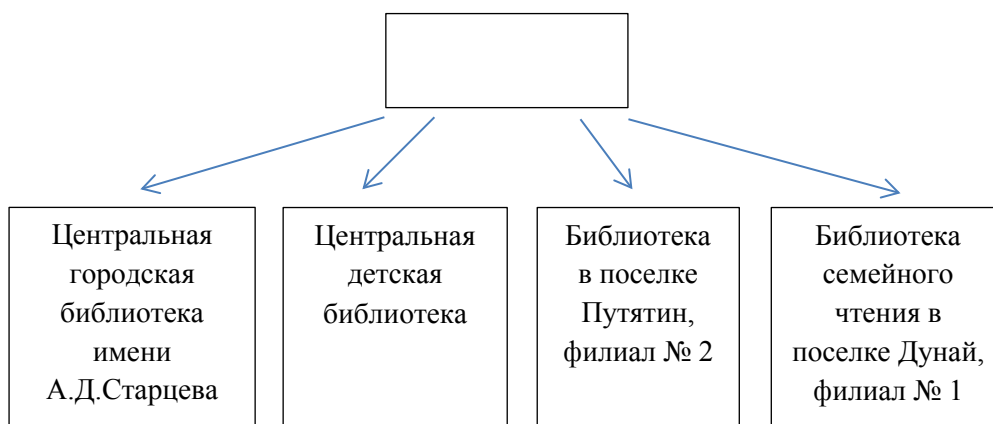 Центральная
городская
библиотека
имени
А.Д.Старцева
Центральная
детская
библиотека
Библиотека
в поселке
Путятин,
филиал № 2
Библиотека
семейного
чтения в
поселке Дунай,
филиал № 1